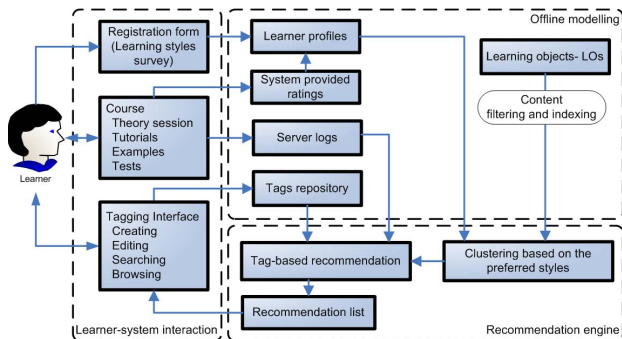 Offline modelling
Registration form
(Learning styles
survey)
Learner profiles
Learning objects- LOs
System provided
ratings
Content
filtering and indexing
Course
Theory session
Tutorials
Examples
Tests
Server logs
Learner
Tags repository
Tagging Interface
Creating
Editing
Searching
Browsing
Tag-based recommendation
Clustering based on the
preferred styles
Recommendation list
Learner-system interaction
Recommendation engine